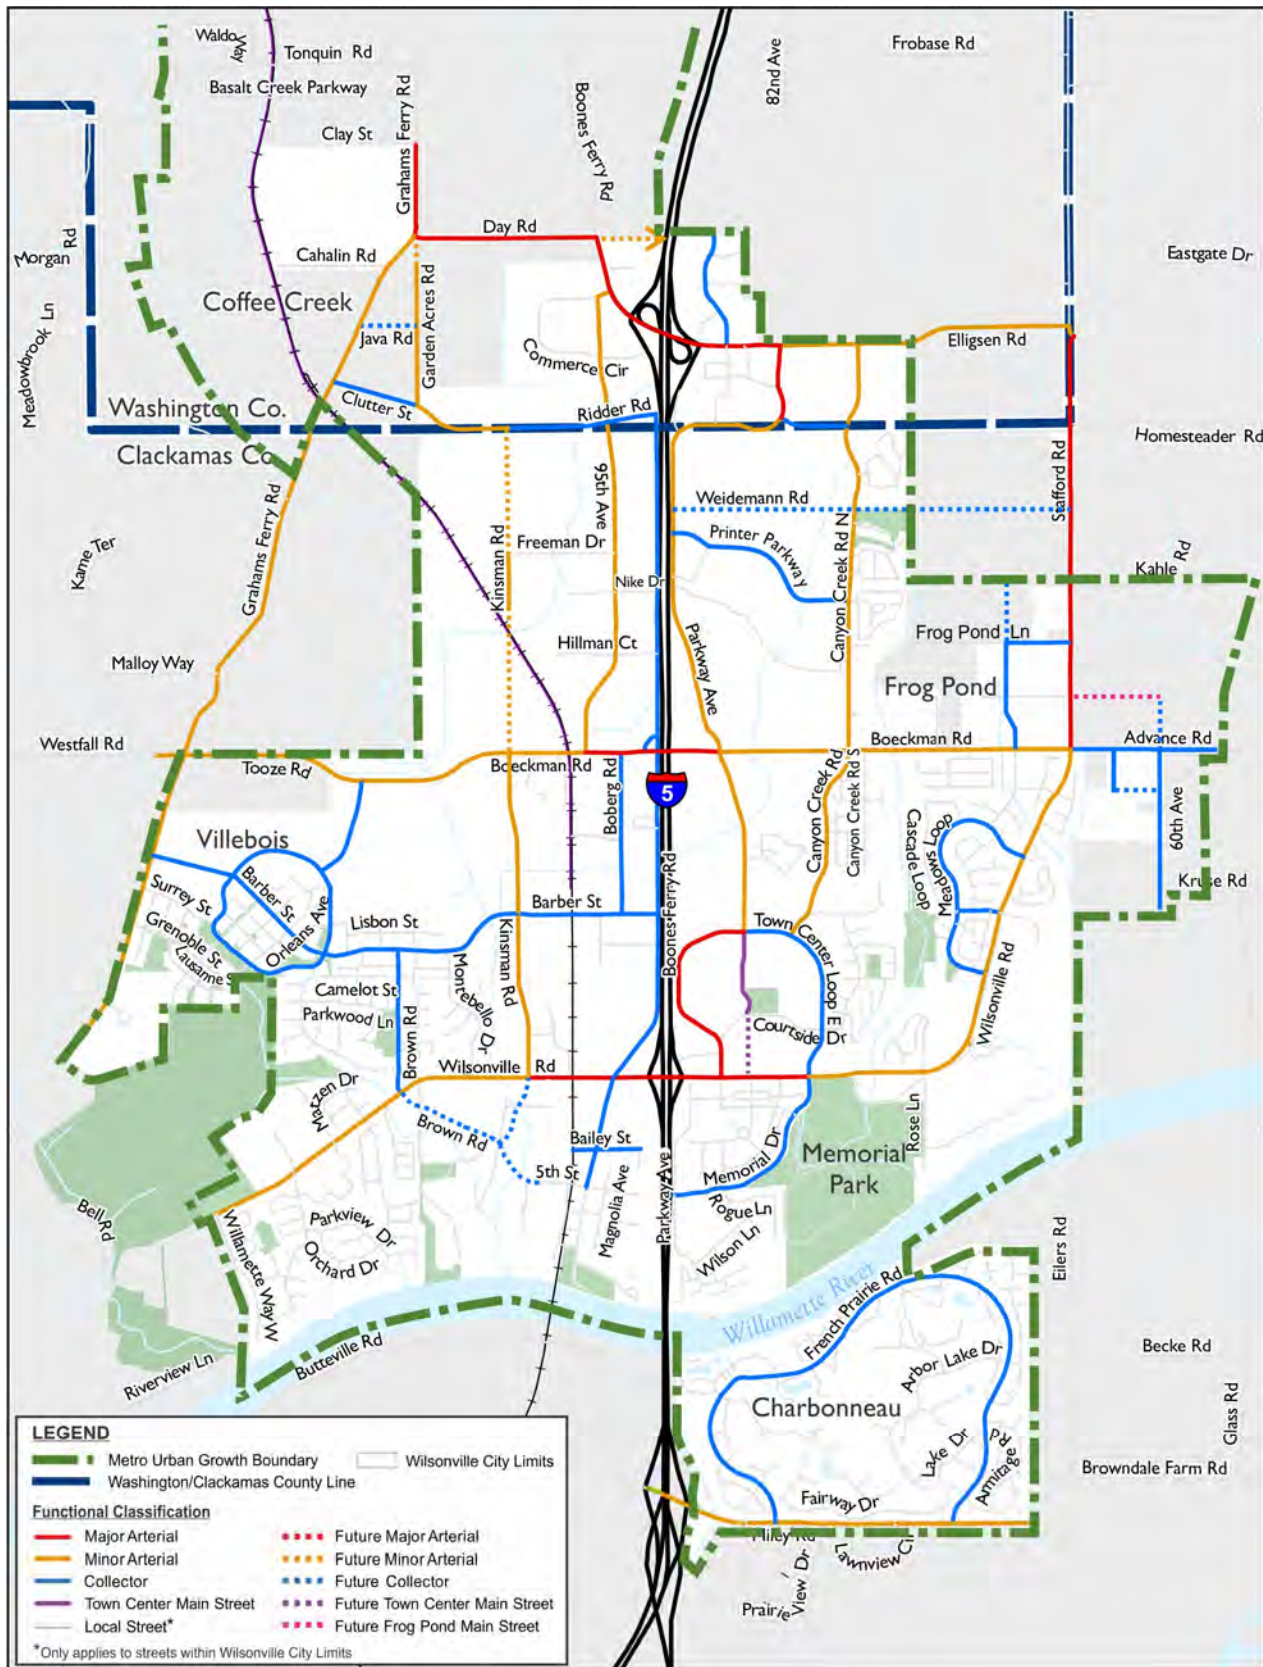 Waldo
Way
Tonquin Rd
Basalt Creek Parkway
Clay St
Grahams Ferry Rd
Boones Ferry Rd
82nd Ave
Frobase Rd
Day Rd
Cahalin Rd
Morgan Rd
Eastgate Dr
Coffee Creek
Garden Acres Rd
Java Rd
Commerce Cir
Elligsen Rd
Meadowbrook Ln
Clutter St
Ridder Rd
Washington Co.
Clackamas Co
Homesteader Rd
Stafford Rd
95th Ave
Weidemann Rd
Grahams Ferry Rd
Kinsman Rd
Freeman Dr
Printer Parkway
Canyon Creek Rd N
Kame Ter
Kahle Rd
Nike Dr
Hillman Ct
Parkway Ave
Frog Pond Ln
Malloy Way
Frog Pond
Westfall Rd
Tooze Rd
Boeckman Rd
Boeckman Rd
Advance Rd
5
Boberg Rd
Canyon Creek Rd
Canyon Creek Rd S
Cascade Loop
Meadows Loop
60th Ave
Villebois
Kruse Rd
Surrey St
Barber St
Orleans Ave
Grenoble St
Lausanne S
Lisbon St
Barber St
Boones Ferry Rd
Town Center Loop E
Camelot St
Parkwood Ln
Brown Rd
Montebello Dr
Kinsman Rd
Courtside Dr
Wilsonville Rd
Wilsonville Rd
Marzen Dr
Brown Rd
Bailey St
5th St
Memorial Dr
Memorial
Park
Rose Ln
Magnolia Ave
Parkway Ave
Rogue Ln
Wilson Ln
Bell Rd
Willamette Way W
Parkview Dr
Orchard Dr
Eilers Rd
Willamette River
French Prairie Rd
Riverview Ln
Butteville Rd
Becke Rd
Arbor Lake Dr
Charbonneau
Glass Rd
Lake Dr
Armitage Rd
Browndale Farm Rd
Fairway Dr
Miley Rd
Lawnview Cir
Prairie View Dr
LEGEND
Metro Urban Growth Boundary
Wilsonville City Limits
Washington/Clackamas County Line
Functional Classification
Major Arterial
Future Major Arterial
Minor Arterial
Future Minor Arterial
Collector
Future Collector
Town Center Main Street
Future Town Center Main Street
Local Street*
Future Frog Pond Main Street
*Only applies to streets within Wilsonville City Limits